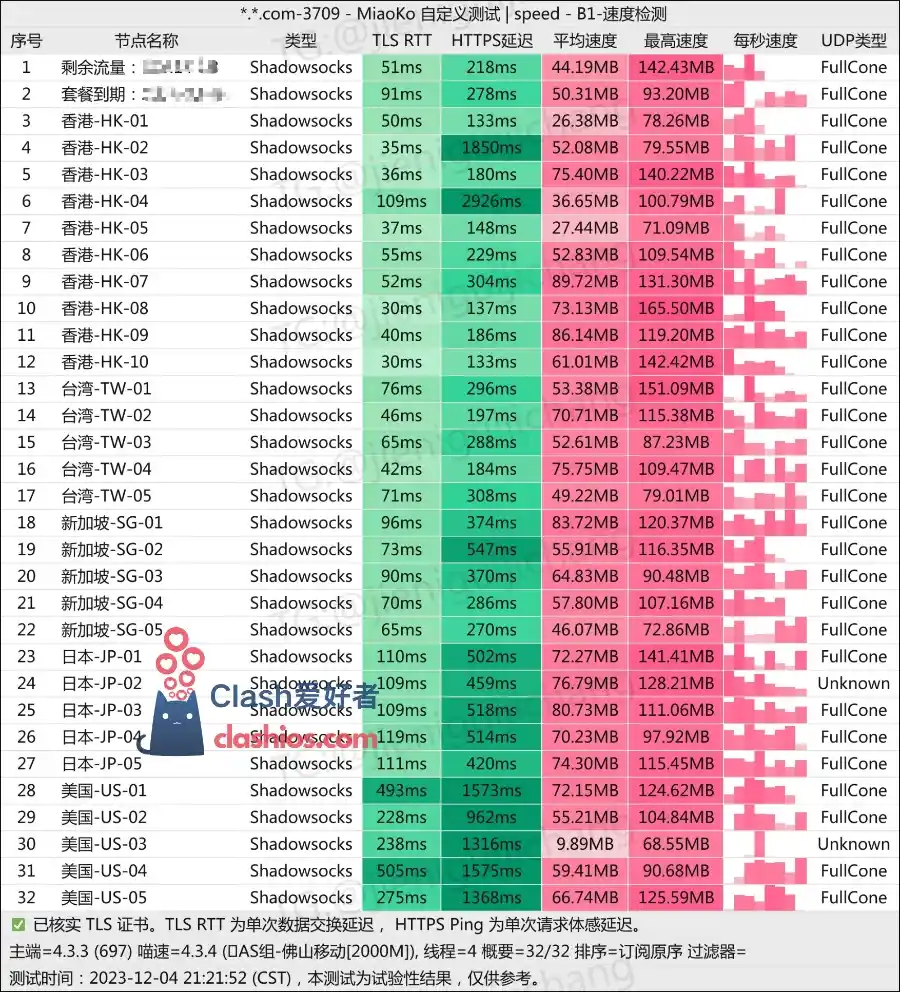 *.*.com-3709 - MiaoKo 自定义测试 | speed - B1-速度检测
序号 节点名称 类型 TLS RTT HTTPS延迟 平均速度 最高速度 每秒速度 UDP类型
1 剩余流量： Shadowsocks 51ms 218ms 44.19MB 142.43MB FullCone
2 套餐到期： Shadowsocks 91ms 278ms 50.31MB 93.20MB FullCone
3 香港-HK-01 Shadowsocks 50ms 133ms 26.38MB 78.26MB FullCone
4 香港-HK-02 Shadowsocks 35ms 1850ms 52.08MB 79.55MB FullCone
5 香港-HK-03 Shadowsocks 36ms 180ms 75.40MB 140.22MB FullCone
6 香港-HK-04 Shadowsocks 109ms 2926ms 36.65MB 100.79MB FullCone
7 香港-HK-05 Shadowsocks 37ms 148ms 27.44MB 71.09MB FullCone
8 香港-HK-06 Shadowsocks 55ms 229ms 52.83MB 109.54MB FullCone
9 香港-HK-07 Shadowsocks 52ms 304ms 89.72MB 131.30MB FullCone
10 香港-HK-08 Shadowsocks 30ms 137ms 73.13MB 165.50MB FullCone
11 香港-HK-09 Shadowsocks 40ms 186ms 86.14MB 119.20MB FullCone
12 香港-HK-10 Shadowsocks 30ms 133ms 61.01MB 142.42MB FullCone
13 台湾-TW-01 Shadowsocks 76ms 296ms 53.38MB 151.09MB FullCone
14 台湾-TW-02 Shadowsocks 46ms 197ms 70.71MB 115.38MB FullCone
15 台湾-TW-03 Shadowsocks 65ms 288ms 52.61MB 87.23MB FullCone
16 台湾-TW-04 Shadowsocks 42ms 184ms 75.75MB 109.47MB FullCone
17 台湾-TW-05 Shadowsocks 71ms 308ms 49.22MB 79.01MB FullCone
18 新加坡-SG-01 Shadowsocks 96ms 374ms 83.72MB 120.37MB FullCone
19 新加坡-SG-02 Shadowsocks 73ms 547ms 55.91MB 116.35MB FullCone
20 新加坡-SG-03 Shadowsocks 90ms 370ms 64.83MB 90.48MB FullCone
21 新加坡-SG-04 Shadowsocks 70ms 286ms 57.80MB 107.16MB FullCone
22 新加坡-SG-05 Shadowsocks 65ms 270ms 46.07MB 72.86MB FullCone
23 日本-JP-01 Shadowsocks 110ms 502ms 72.27MB 141.41MB FullCone
24 日本-JP-02 Shadowsocks 109ms 459ms 76.79MB 128.21MB Unknown
Clash爱好者
25 日本-JP-03 Shadowsocks 109ms 518ms 80.73MB 111.06MB FullCone
26 日本-JP-04 Shadowsocks 119ms 514ms 70.23MB 97.92MB FullCone
clashios.com
27 日本-JP-05 Shadowsocks 111ms 420ms 74.30MB 115.45MB FullCone
28 美国-US-01 Shadowsocks 493ms 1573ms 72.15MB 124.62MB FullCone
29 美国-US-02 Shadowsocks 228ms 962ms 55.21MB 104.84MB FullCone
30 美国-US-03 Shadowsocks 238ms 1316ms 9.89MB 68.55MB Unknown
31 美国-US-04 Shadowsocks 505ms 1575ms 59.41MB 90.68MB FullCone
32 美国-US-05 Shadowsocks 275ms 1368ms 66.74MB 125.59MB FullCone
✅ 已核实 TLS 证书。TLS RTT 为单次数据交换延迟， HTTPS Ping 为单次请求体感延迟。
主端=4.3.3 (697) 喵速=4.3.4 (▯AS组-佛山移动[2000M]), 线程=4 概要=32/32 排序=订阅原序 过滤器=
测试时间：2023-12-04 21:21:52 (CST)，本测试为试验性结果，仅供参考。